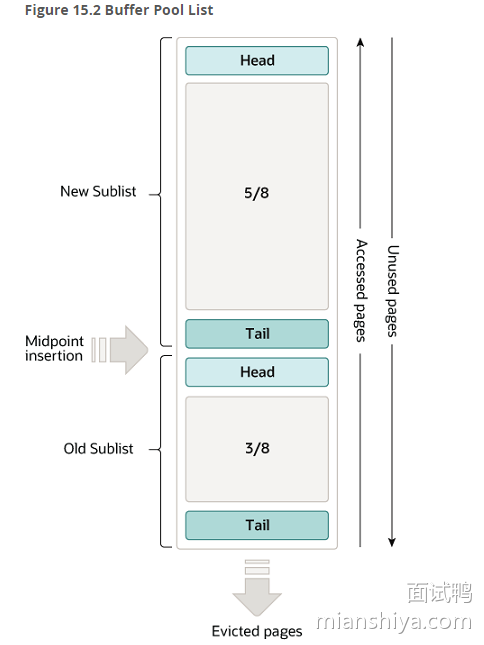 Figure 15.2 Buffer Pool List
Head
5/8
New Sublist
Tail
Midpoint
insertion
Head
Old Sublist
3/8
Tail
Accessed pages
Unused pages
Evicted pages
面试鸭
mianshiya.com